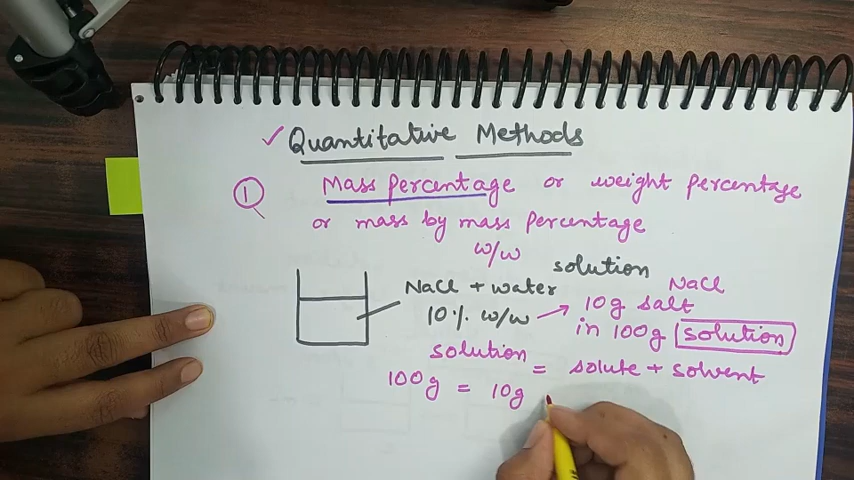 ✓ Quantitative Methods
① Mass percentage or weight percentage
or mass by mass percentage
w/w
solution
NaCl + water
10% w/w → 10g salt
NaCl
in 100g solution
solution = solute + solvent
100g = 10g